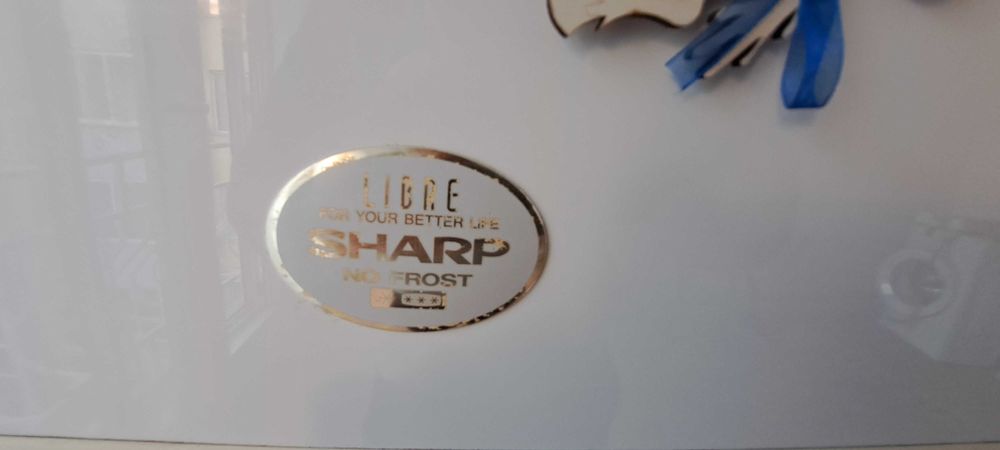 LIBRE
FOR YOUR BETTER LIFE
SHARP
NO FROST
* ***